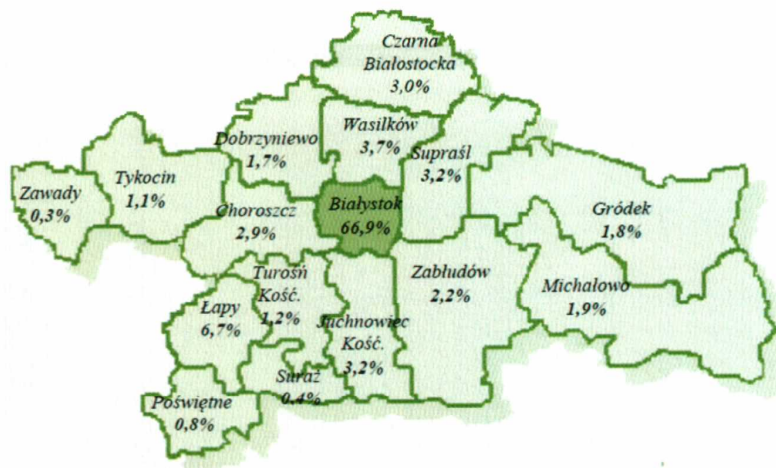 Czarna
Białostocka
3,0%
Dobrzyniewo
1,7%
Wasilków
3,7%
Supraśl
3,2%
Zawady
0,3%
Tykocin
1,1%
Choroszcz
2,9%
Białystok
66,9%
Gródek
1,8%
Turośń
Kość.
1,2%
Zabłudów
2,2%
Michałowo
1,9%
Łapy
6,7%
Juchnowiec
Kość.
3,2%
Suraż
0,4%
Poświętne
0,8%